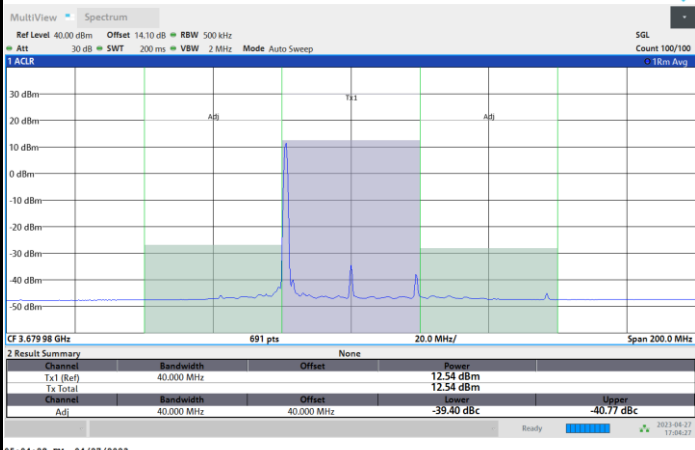 MultiView Spectrum
Ref Level 40.00 dBm Offset 14.10 dB RBW 500 kHz SGL
Att 30 dB SWT 200 ms VBW 2 MHz Mode Auto Sweep Count 100/100
1 ACLR 1Rm Avg
30 dBm
Tx1
20 dBm
Adj Adj
10 dBm
0 dBm
-10 dBm
-20 dBm
-30 dBm
-40 dBm
-50 dBm
CF 3.679 98 GHz 691 pts 20.0 MHz/ Span 200.0 MHz
2 Result Summary None
Channel Bandwidth Offset Power
Tx1 (Ref) 40.000 MHz 12.54 dBm
Tx Total 12.54 dBm
Channel Bandwidth Offset Lower Upper
Adj 40.000 MHz 40.000 MHz -39.40 dBc -40.77 dBc
Ready 2023-04-27
17:04:27